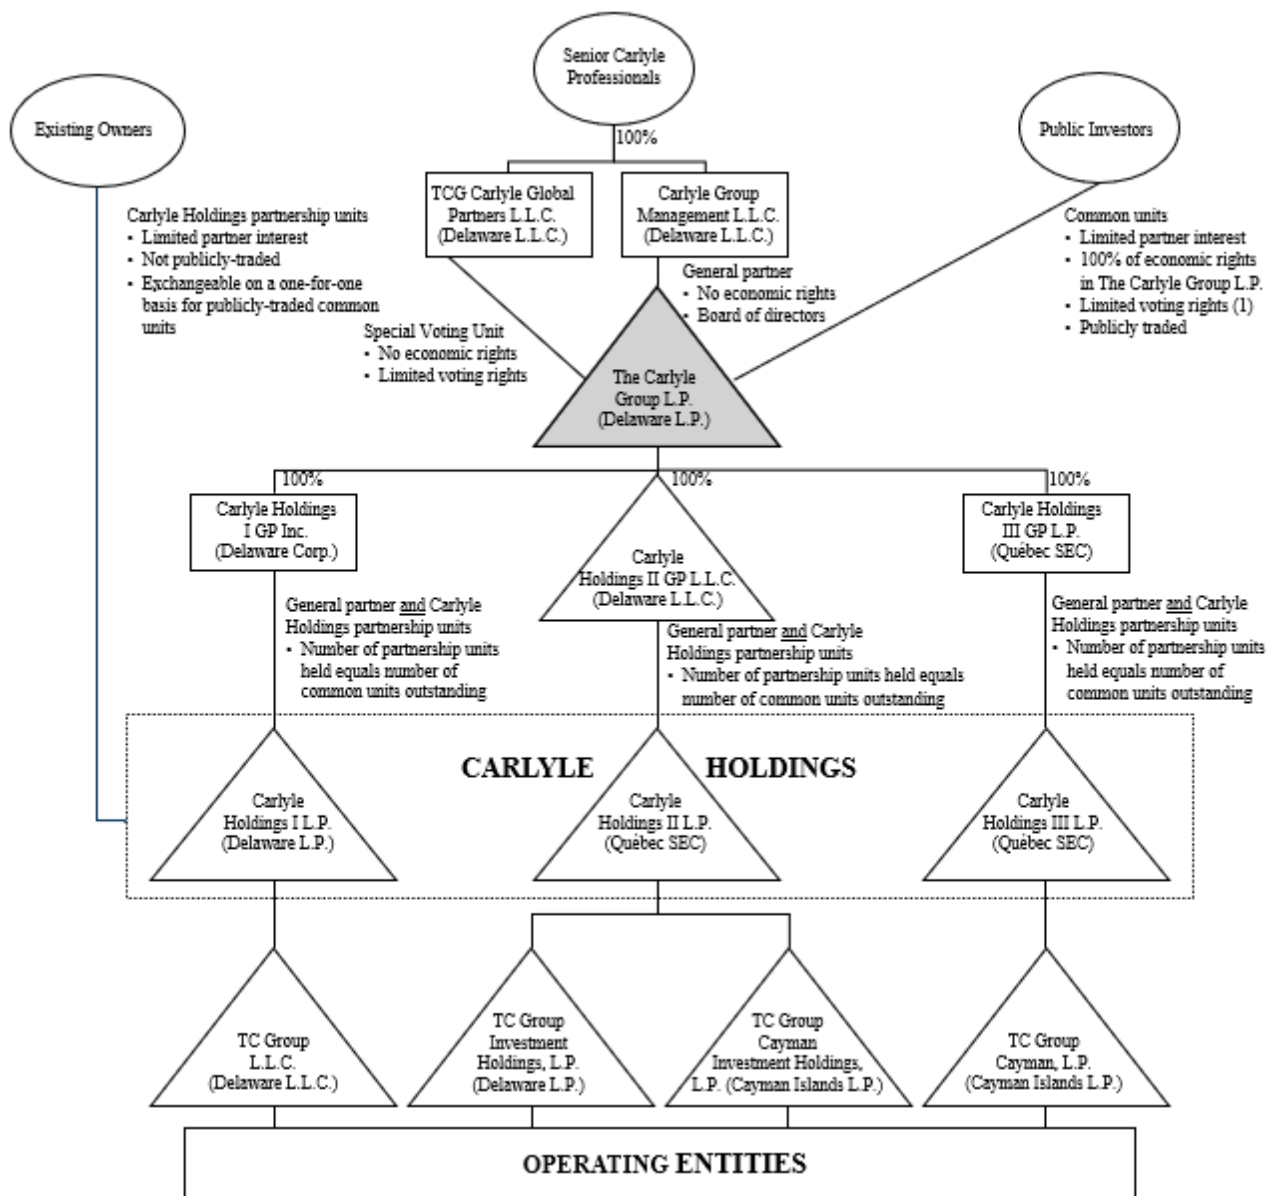 Senior Carlyle
Professionals
Existing Owners
Public Investors
100%
TCG Carlyle Global
Partners L.L.C.
(Delaware L.L.C.)
Carlyle Group
Management L.L.C.
(Delaware L.L.C.)
Carlyle Holdings partnership units
▪ Limited partner interest
▪ Not publicly-traded
▪ Exchangeable on a one-for-one
basis for publicly-traded common
units
Common units
▪ Limited partner interest
▪ 100% of economic rights
in The Carlyle Group L.P.
▪ Limited voting rights (1)
▪ Publicly traded
General partner
▪ No economic rights
▪ Board of directors
Special Voting Unit
▪ No economic rights
▪ Limited voting rights
The Carlyle
Group L.P.
(Delaware L.P.)
100%
100%
100%
Carlyle Holdings
I GP Inc.
(Delaware Corp.)
Carlyle
Holdings II GP L.L.C.
(Delaware L.L.C.)
Carlyle Holdings
III GP L.P.
(Québec SEC)
General partner and Carlyle
Holdings partnership units
▪ Number of partnership units
held equals number of
common units outstanding
General partner and Carlyle
Holdings partnership units
▪ Number of partnership units held equals
number of common units outstanding
General partner and Carlyle
Holdings partnership units
▪ Number of partnership units
held equals number of
common units outstanding
CARLYLE HOLDINGS
Carlyle
Holdings I L.P.
(Delaware L.P.)
Carlyle
Holdings II L.P.
(Québec SEC)
Carlyle
Holdings III L.P.
(Québec SEC)
TC Group
L.L.C.
(Delaware L.L.C.)
TC Group
Investment
Holdings, L.P.
(Delaware L.P.)
TC Group
Cayman
Investment Holdings,
L.P. (Cayman Islands L.P.)
TC Group
Cayman, L.P.
(Cayman Islands L.P.)
OPERATING ENTITIES